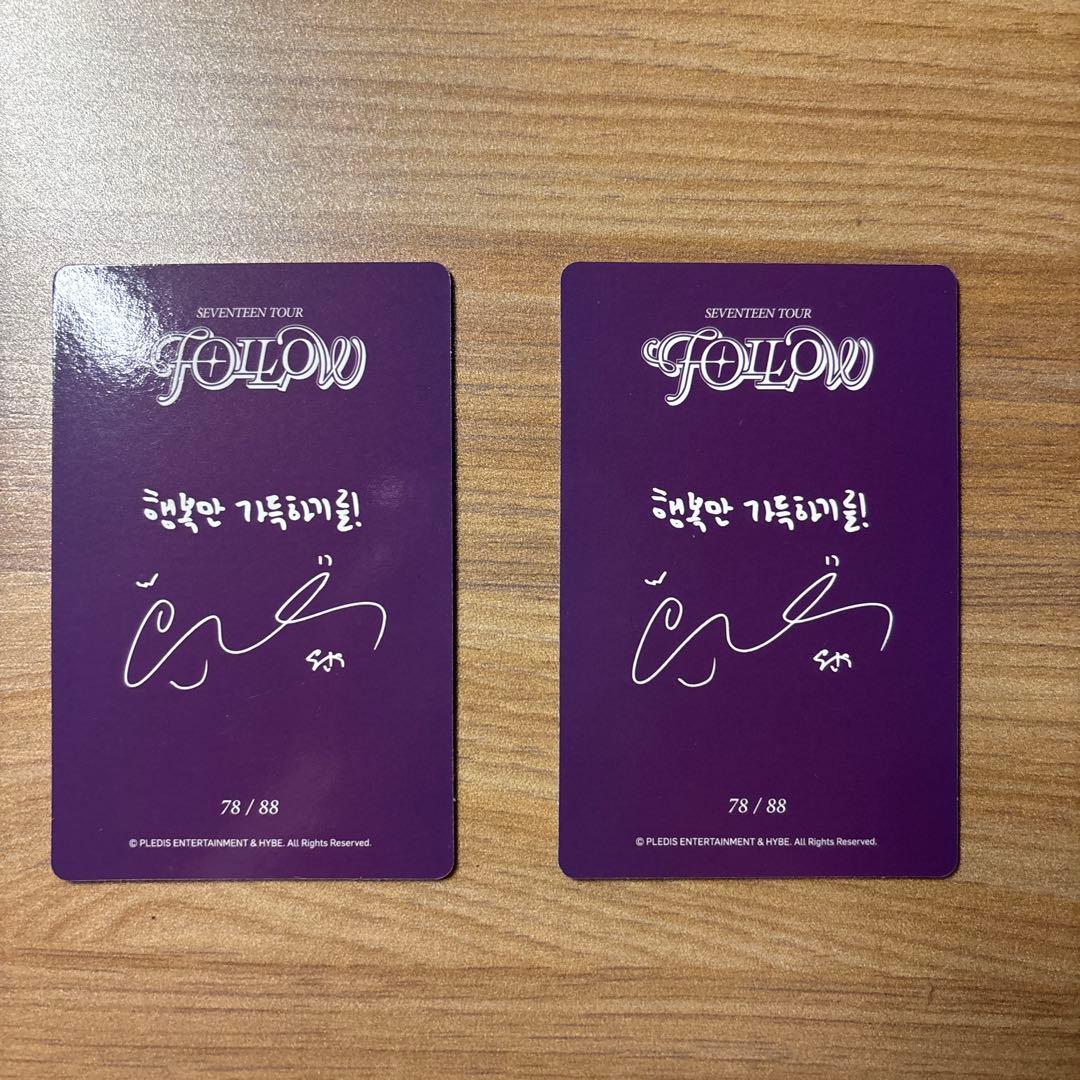 SEVENTEEN TOUR
FOLLOW
행복만 가득하기를!
78 / 88
© PLEDIS ENTERTAINMENT & HYBE. All Rights Reserved.
SEVENTEEN TOUR
FOLLOW
행복만 가득하기를!
78 / 88
© PLEDIS ENTERTAINMENT & HYBE. All Rights Reserved.